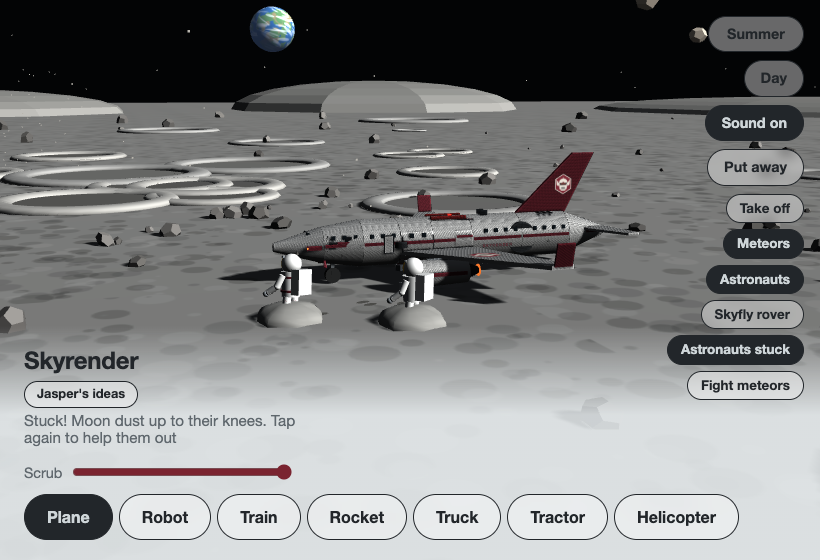 Summer
Day
Sound on
Put away
Take off
Meteors
Astronauts
Skyfly rover
Astronauts stuck
Fight meteors
Skyrender
Jasper's ideas
Stuck! Moon dust up to their knees. Tap
again to help them out
Scrub
Plane
Robot
Train
Rocket
Truck
Tractor
Helicopter